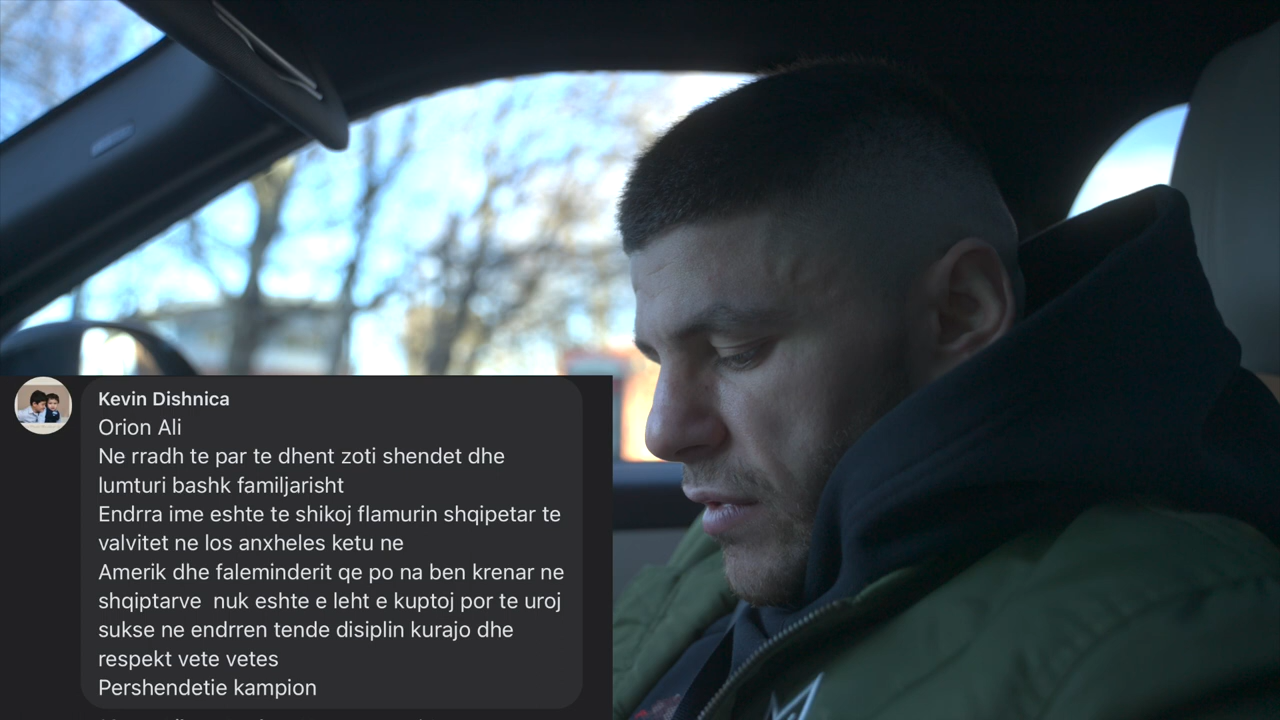 Kevin Dishnica
Orion Ali
Ne rradh te par te dhent zoti shendet dhe
lumturi bashk familjarisht
Endrra ime eshte te shikoj flamurin shqipetar te
valvitet ne los anxheles ketu ne
Amerik dhe faleminderit qe po na ben krenar ne
shqiptarve  nuk eshte e leht e kuptoj por te uroj
sukse ne endrren tende disiplin kurajo dhe
respekt vete vetes
Pershendetie kampion